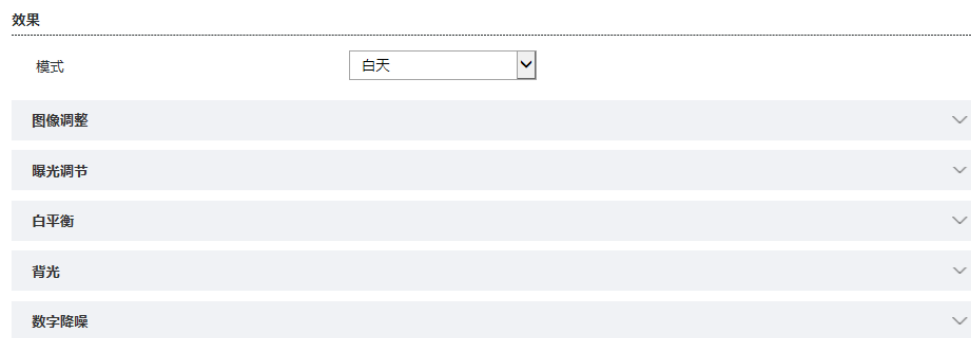 效果
模式 白天
图像调整
曝光调节
白平衡
背光
数字降噪